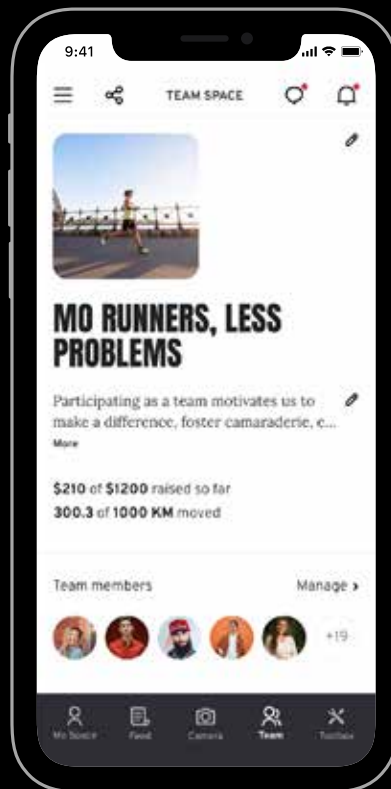 9:41
TEAM SPACE
MO RUNNERS, LESS
PROBLEMS
Participating as a team motivates us to
make a difference, foster camaraderie, e...
More
$210 of $1200 raised so far
300.3 of 1000 KM moved
Team members
Manage >
+19
Mo Space
Feed
Camera
Team
Toolbox